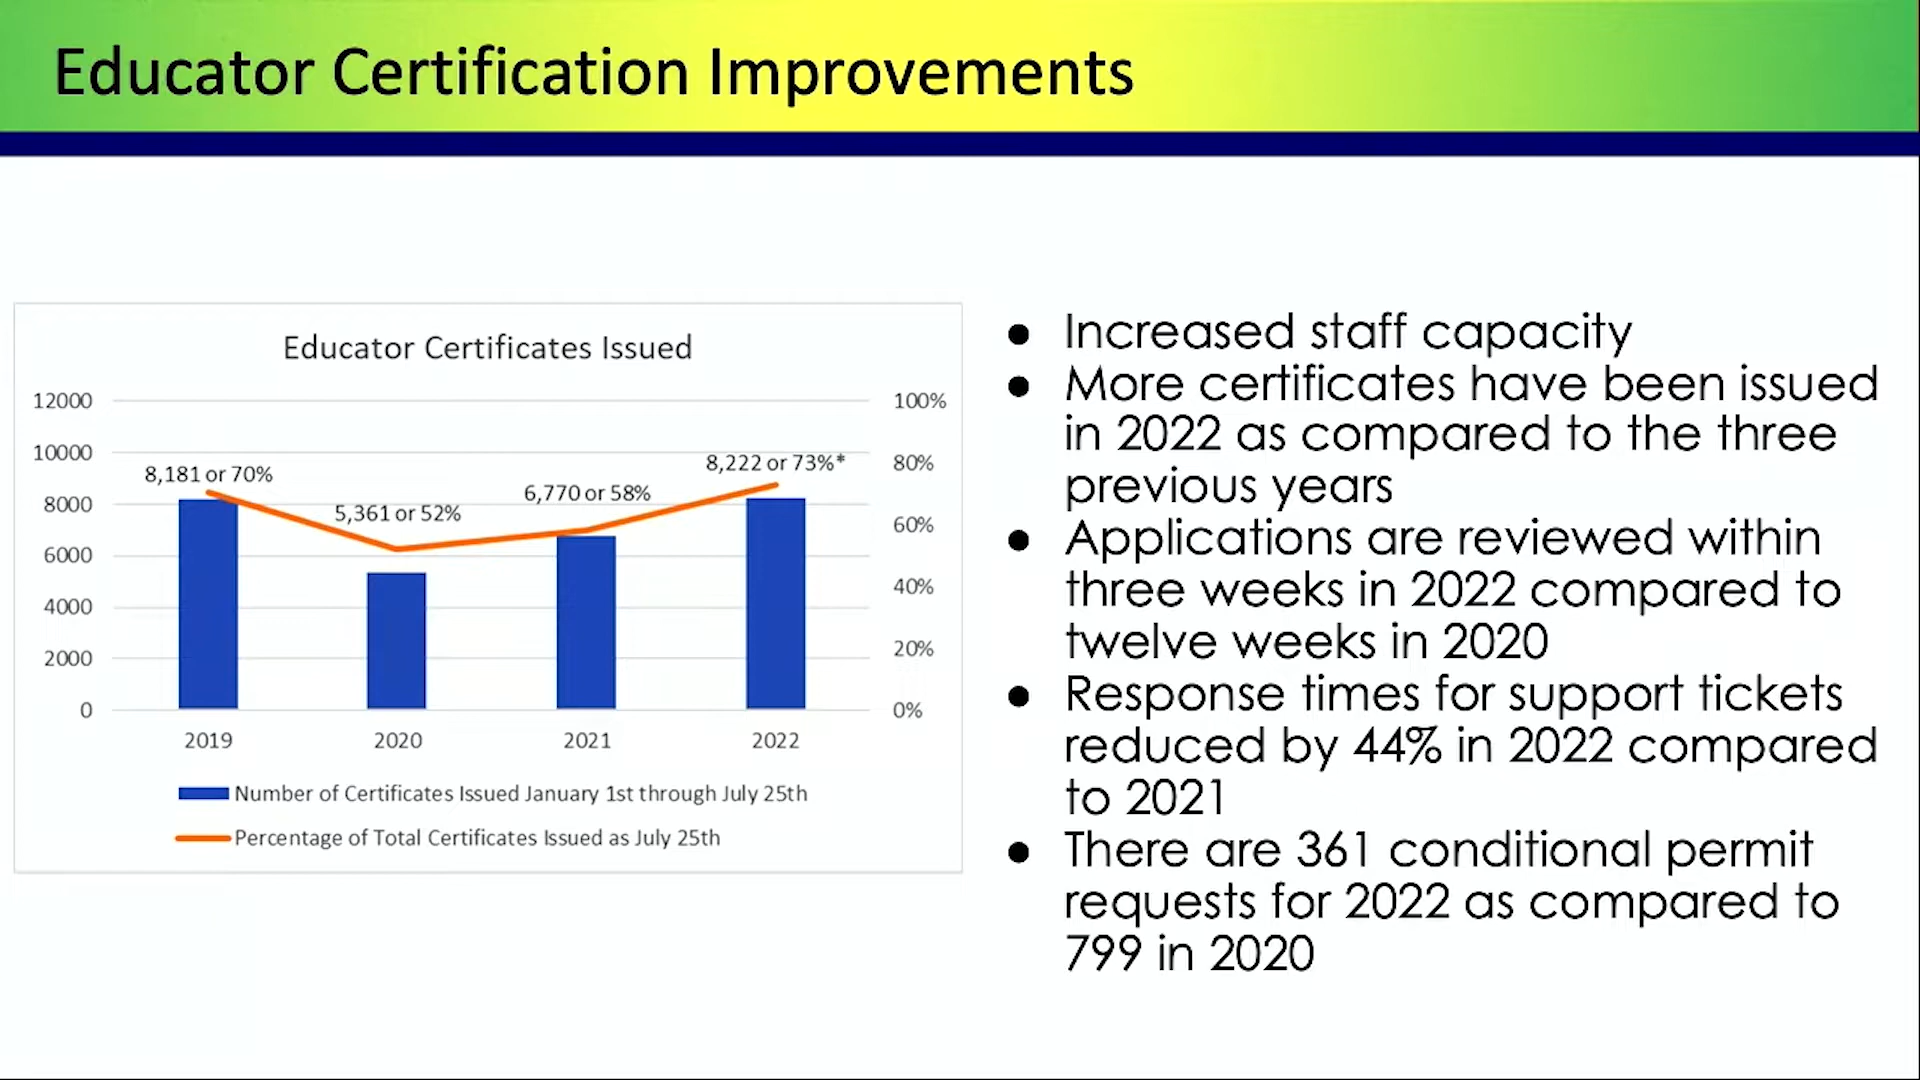 Educator Certification Improvements
Educator Certificates Issued
12000
10000
8000
6000
4000
2000
0
100%
80%
60%
40%
20%
0%
8,181 or 70%
5,361 or 52%
6,770 or 58%
8,222 or 73%*
2019
2020
2021
2022
Number of Certificates Issued January 1st through July 25th
Percentage of Total Certificates Issued as July 25th
● Increased staff capacity
● More certificates have been issued
in 2022 as compared to the three
previous years
● Applications are reviewed within
three weeks in 2022 compared to
twelve weeks in 2020
● Response times for support tickets
reduced by 44% in 2022 compared
to 2021
● There are 361 conditional permit
requests for 2022 as compared to
799 in 2020